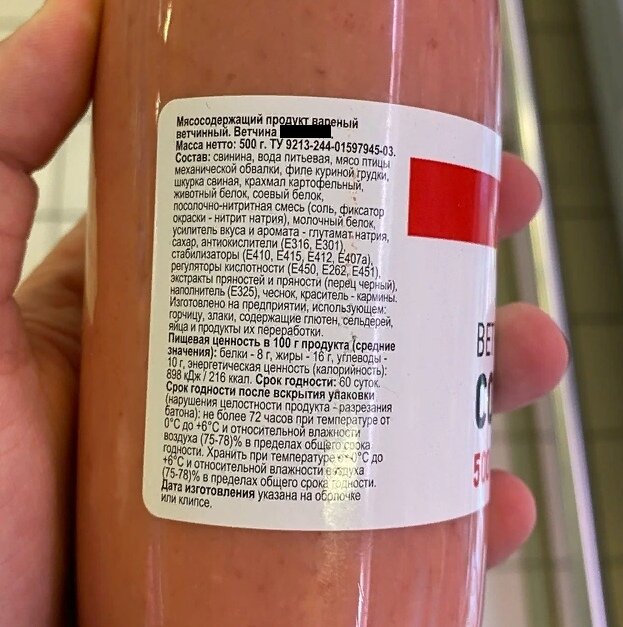 Мясосодержащий продукт вареный
ветчинный. Ветчина
Масса нетто: 500 г. ТУ 9213-244-01597945-03.
Состав: свинина, вода питьевая, мясо птицы
механической обвалки, филе куриной грудки,
шкурка свиная, крахмал картофельный,
животный белок, соевый белок,
посолочно-нитритная смесь (соль, фиксатор
окраски - нитрит натрия), молочный белок,
усилитель вкуса и аромата - глутамат натрия,
сахар, антиокислители (Е316, Е301),
стабилизаторы (Е410, Е415, Е412, Е407а),
регуляторы кислотности (Е450, Е262, Е451),
экстракты пряностей и пряности (перец черный),
наполнитель (Е325), чеснок, краситель - кармины.
Изготовлено на предприятии, использующем:
горчицу, злаки, содержащие глютен, сельдерей,
яйца и продукты их переработки.
Пищевая ценность в 100 г продукта (средние
значения): белки - 8 г, жиры - 16 г, углеводы -
10 г, энергетическая ценность (калорийность):
898 кДж / 216 ккал. Срок годности: 60 суток.
Срок годности после вскрытия упаковки
(нарушения целостности продукта - разрезания
батона): не более 72 часов при температуре от
0°С до +6°С и относительной влажности
воздуха (75-78)% в пределах общего срока
годности. Хранить при температуре от 0°С до
+6°С и относительной влажности воздуха
(75-78)% в пределах общего срока годности.
Дата изготовления указана на оболочке
или клипсе.
ВЕТ
СО
500